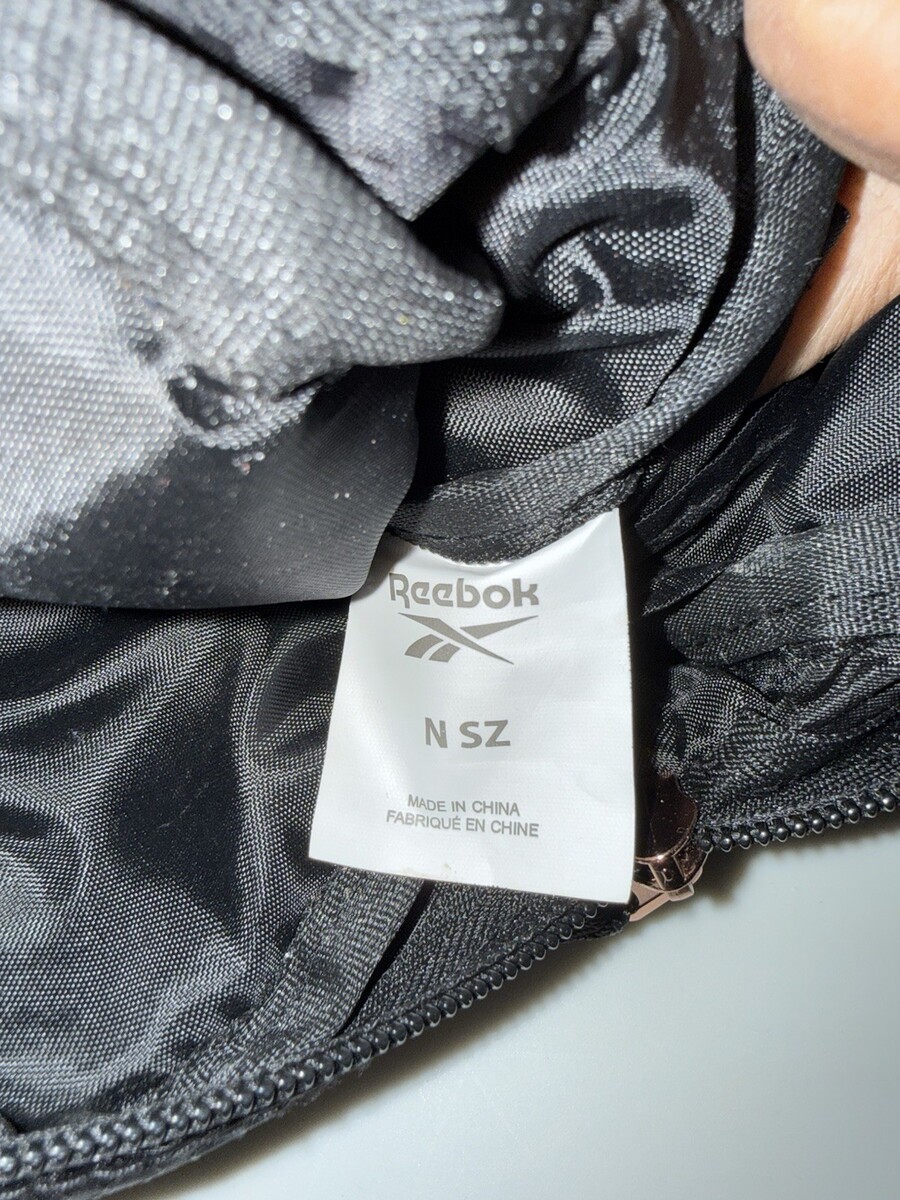 Reebok
N SZ
MADE IN CHINA
FABRIQUÉ EN CHINE